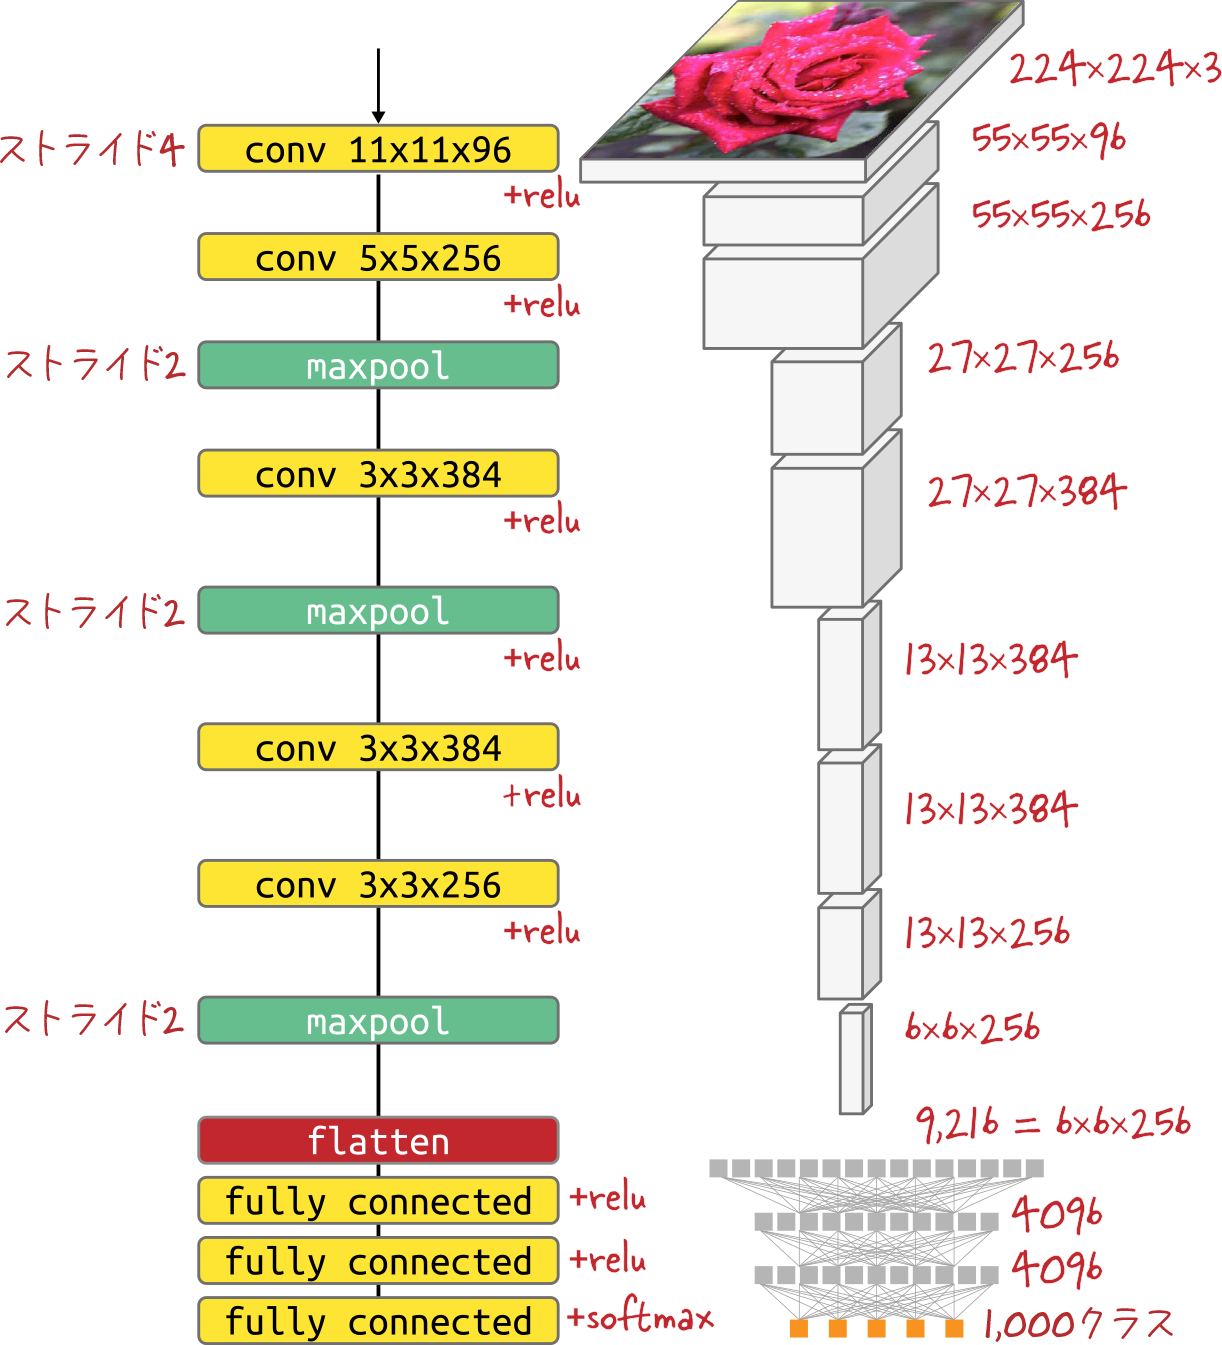 224×224×3
ストライド4
conv 11x11x96
55×55×96
+relu
55×55×256
conv 5x5x256
+relu
ストライド2
maxpool
27×27×256
conv 3x3x384
27×27×384
+relu
ストライド2
maxpool
+relu
13×13×384
conv 3x3x384
+relu
13×13×384
conv 3x3x256
+relu
13×13×256
ストライド2
maxpool
6×6×256
9,216 = 6×6×256
flatten
fully connected
+relu
4096
fully connected
+relu
4096
fully connected
+softmax
1,000クラス